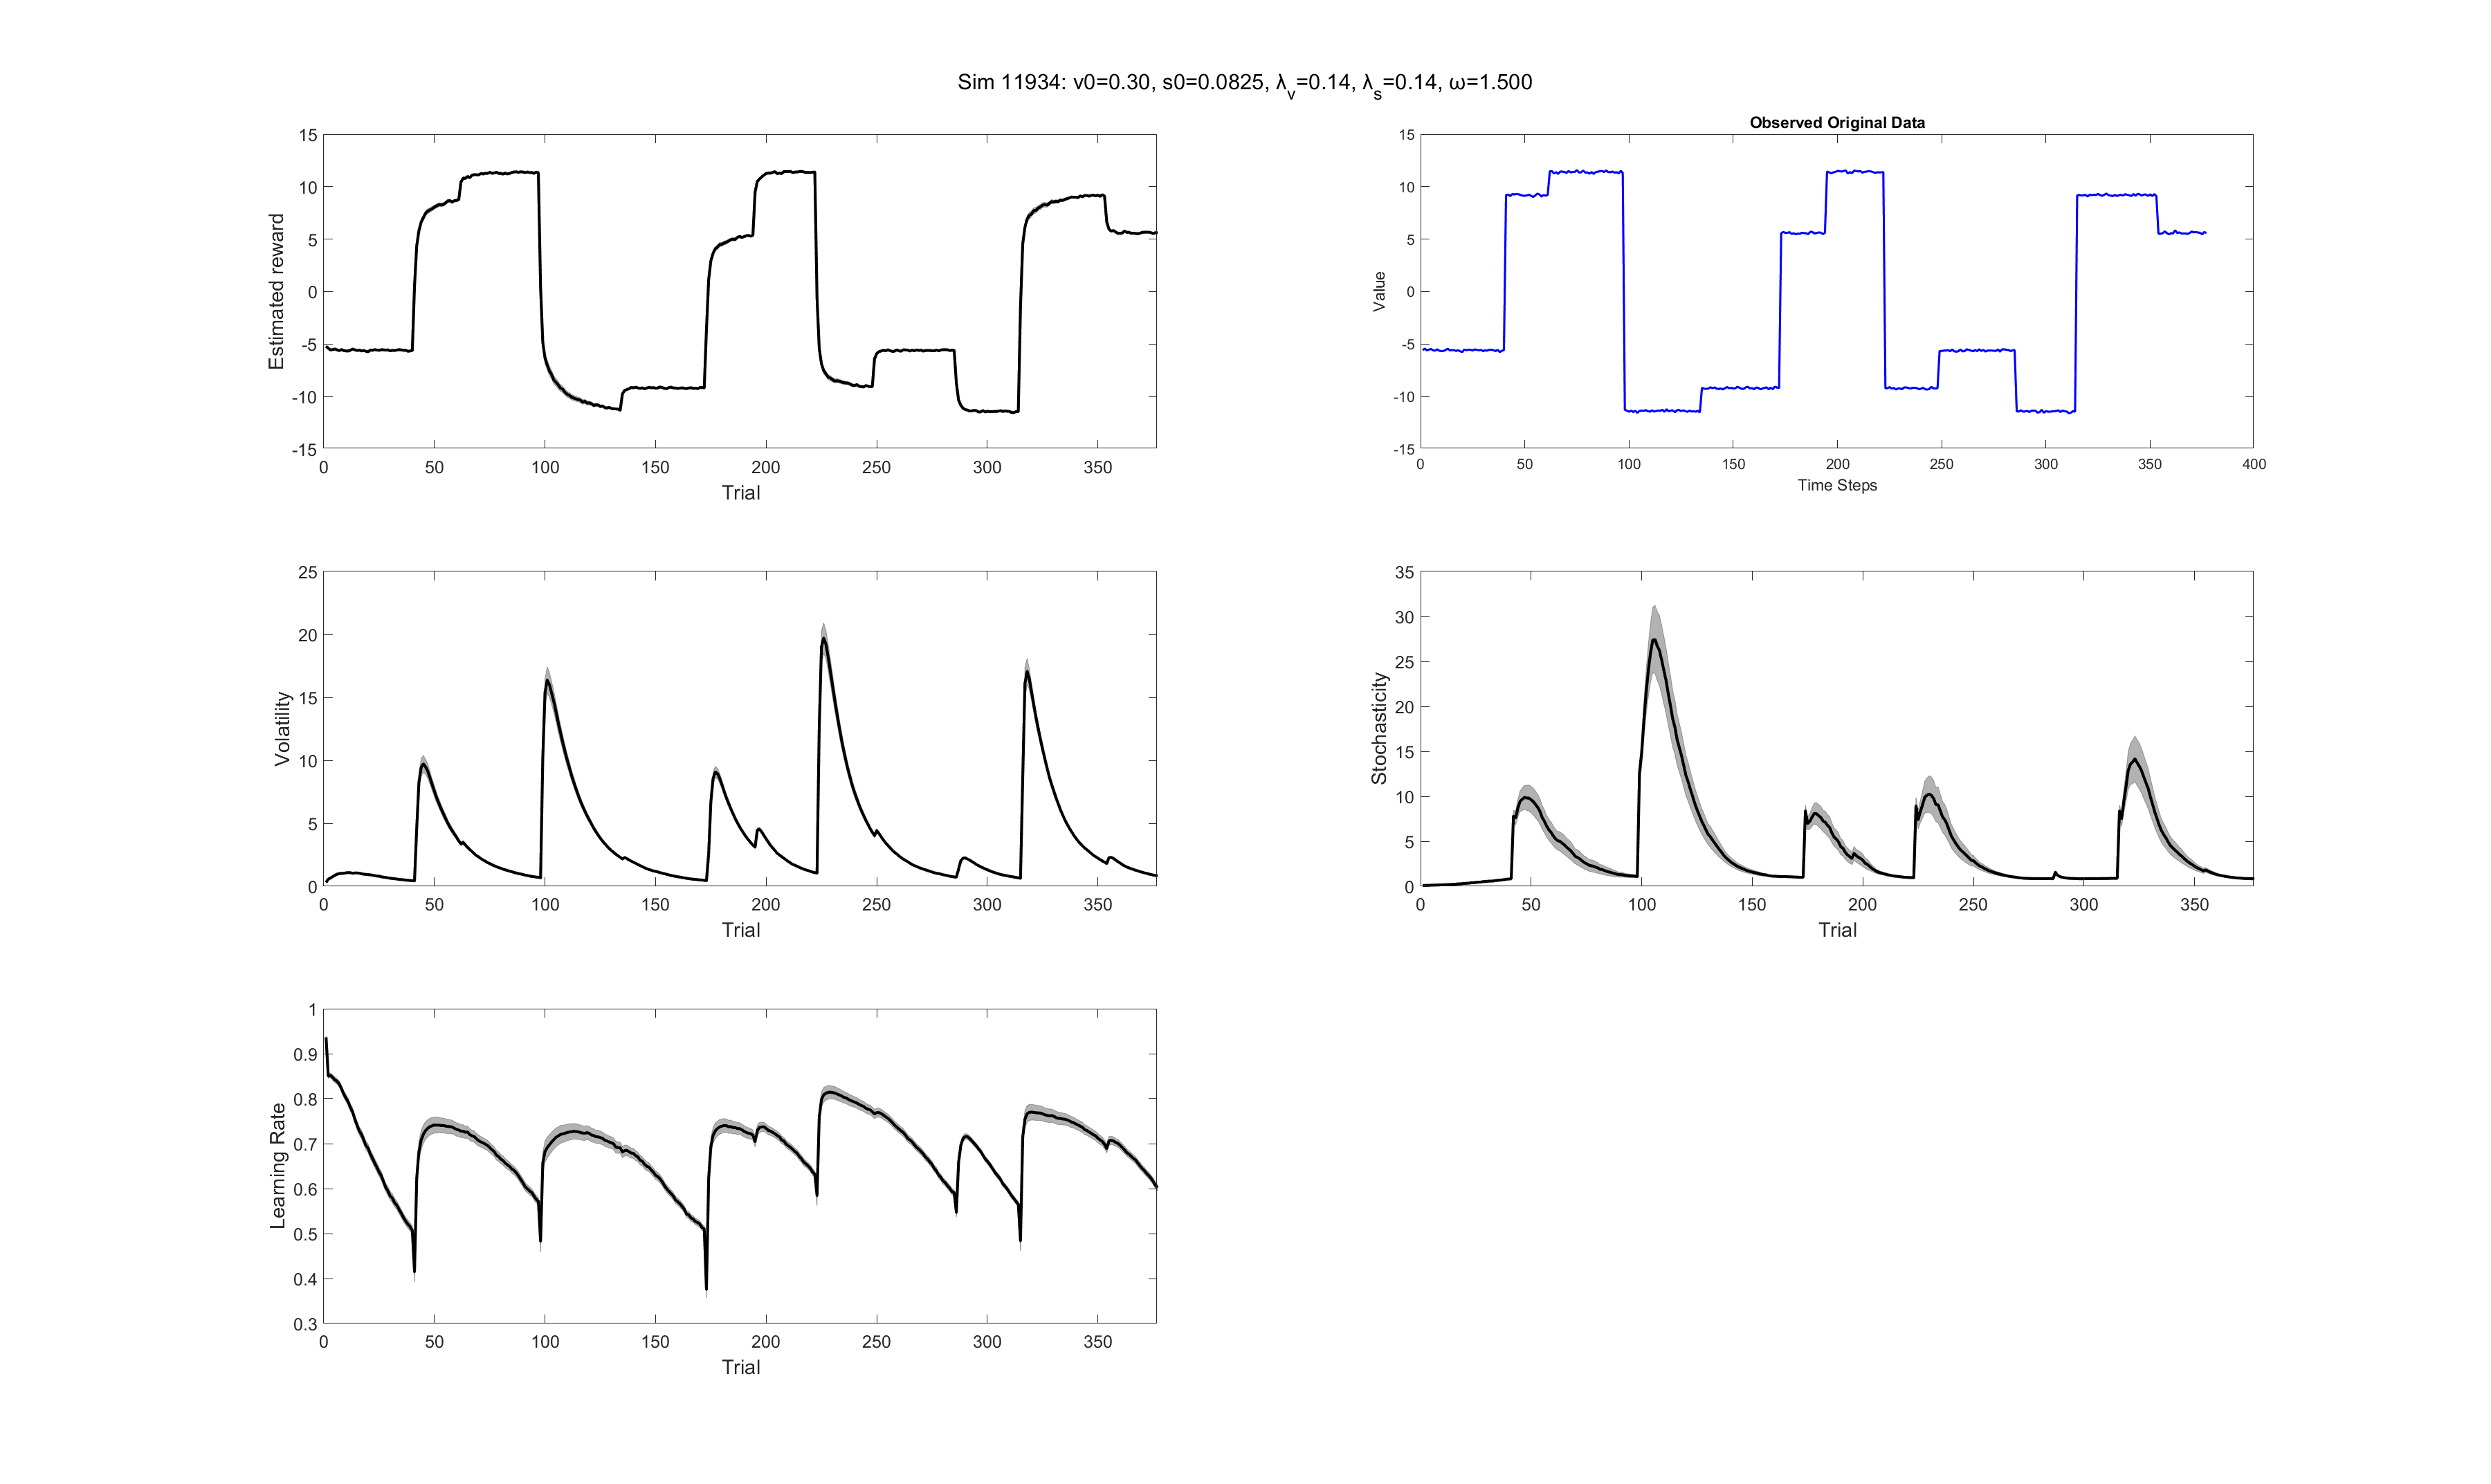 Sim 11934: v0=0.30, s0=0.0825, λv=0.14, λs=0.14, ω=1.500
15
10
5
0
-5
-10
-15
Estimated reward
0 50 100 150 200 250 300 350
Trial
Observed Original Data
15
10
5
0
-5
-10
-15
Value
0 50 100 150 200 250 300 350 400
Time Steps
25
20
15
10
5
0
Volatility
0 50 100 150 200 250 300 350
Trial
35
30
25
20
15
10
5
0
Stochasticity
0 50 100 150 200 250 300 350
Trial
1
0.9
0.8
0.7
0.6
0.5
0.4
0.3
Learning Rate
0 50 100 150 200 250 300 350
Trial